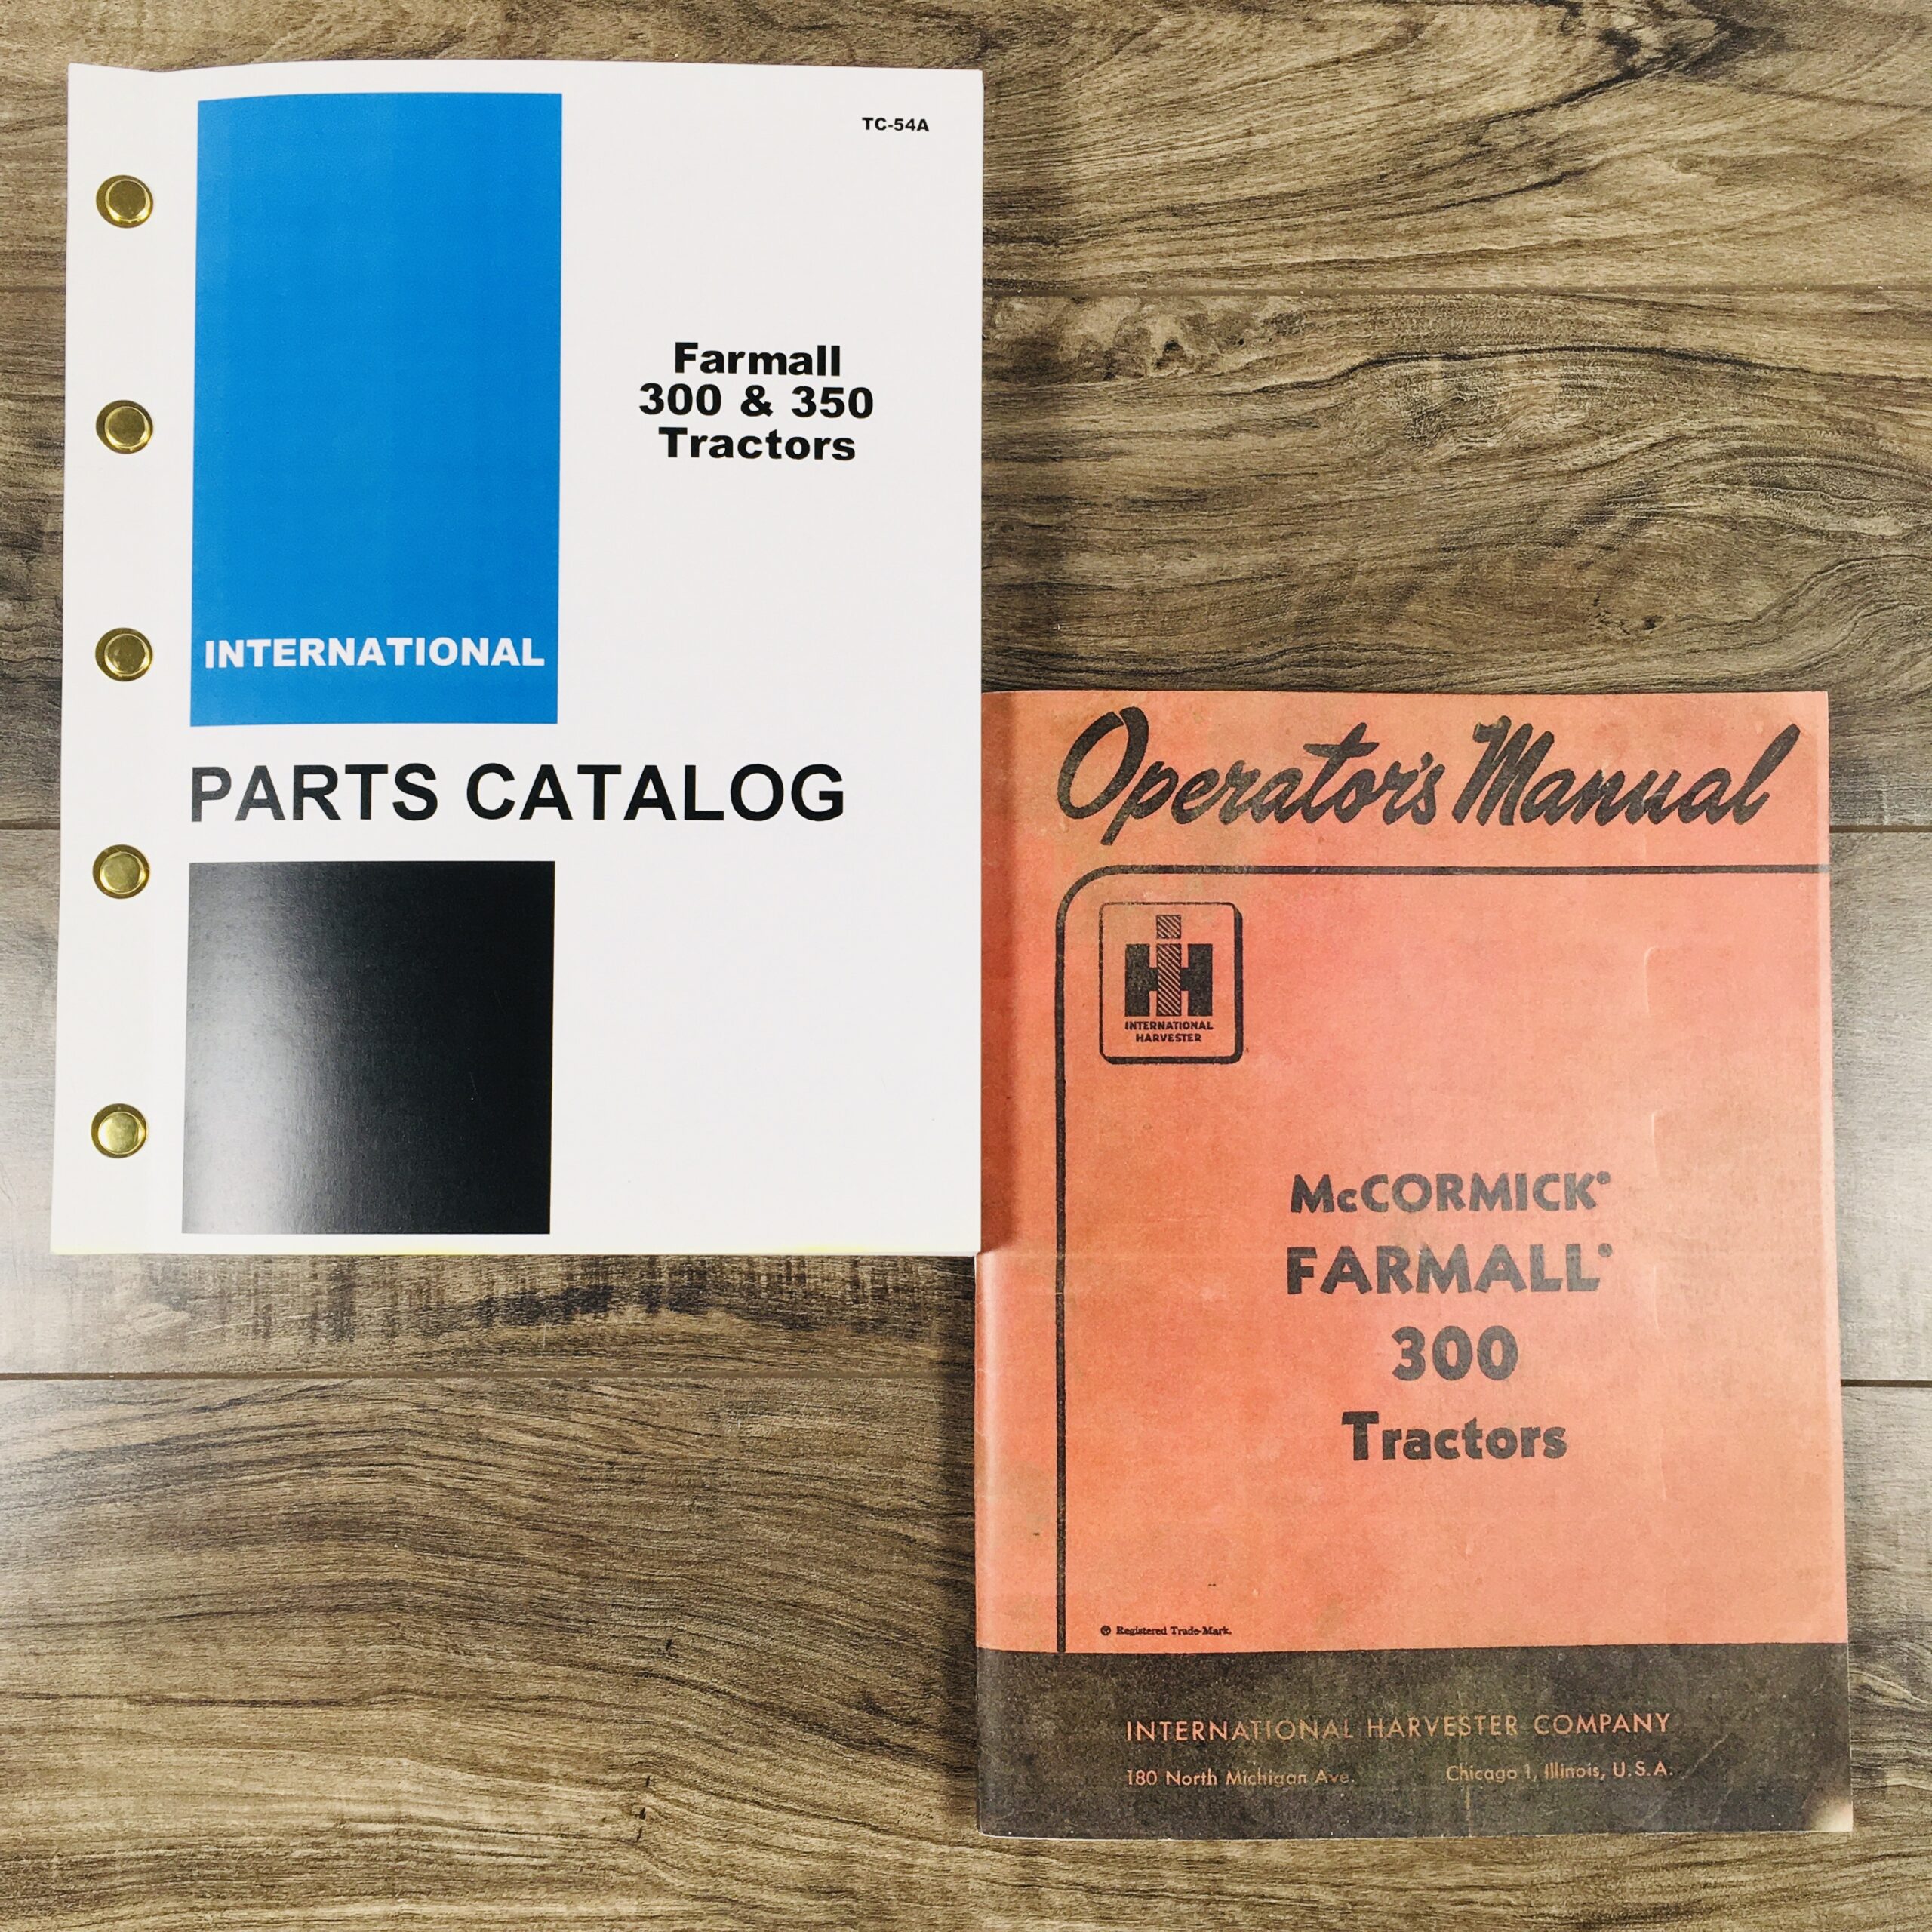 TC-54A
Farmall
300 & 350
Tractors
INTERNATIONAL
PARTS CATALOG
Operator's Manual
IH
INTERNATIONAL
HARVESTER
McCORMICK®
FARMALL®
300
Tractors
® Registered Trade-Mark.
INTERNATIONAL HARVESTER COMPANY
180 North Michigan Ave. Chicago 1, Illinois, U.S.A.